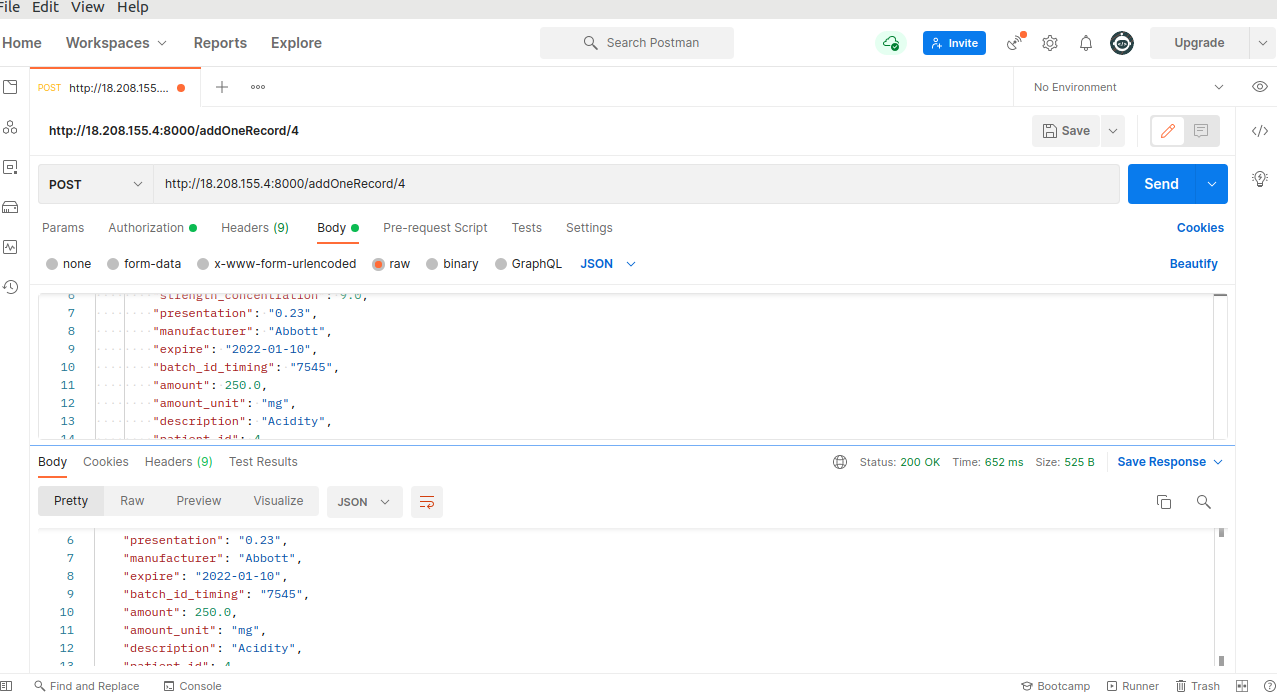 File Edit View Help
Home Workspaces Reports Explore Search Postman Invite Upgrade
POST http://18.208.155.... No Environment
http://18.208.155.4:8000/addOneRecord/4 Save
POST http://18.208.155.4:8000/addOneRecord/4 Send
Params Authorization Headers (9) Body Pre-request Script Tests Settings Cookies
none form-data x-www-form-urlencoded raw binary GraphQL JSON Beautify
6 "strength_concentration": 9.0,
7 "presentation": "0.23",
8 "manufacturer": "Abbott",
9 "expire": "2022-01-10",
10 "batch_id_timing": "7545",
11 "amount": 250.0,
12 "amount_unit": "mg",
13 "description": "Acidity",
14 "patient_id": 4
Body Cookies Headers (9) Test Results Status: 200 OK Time: 652 ms Size: 525 B Save Response
Pretty Raw Preview Visualize JSON
6 "presentation": "0.23",
7 "manufacturer": "Abbott",
8 "expire": "2022-01-10",
9 "batch_id_timing": "7545",
10 "amount": 250.0,
11 "amount_unit": "mg",
12 "description": "Acidity",
13 "patient_id": 4
Find and Replace Console Bootcamp Runner Trash